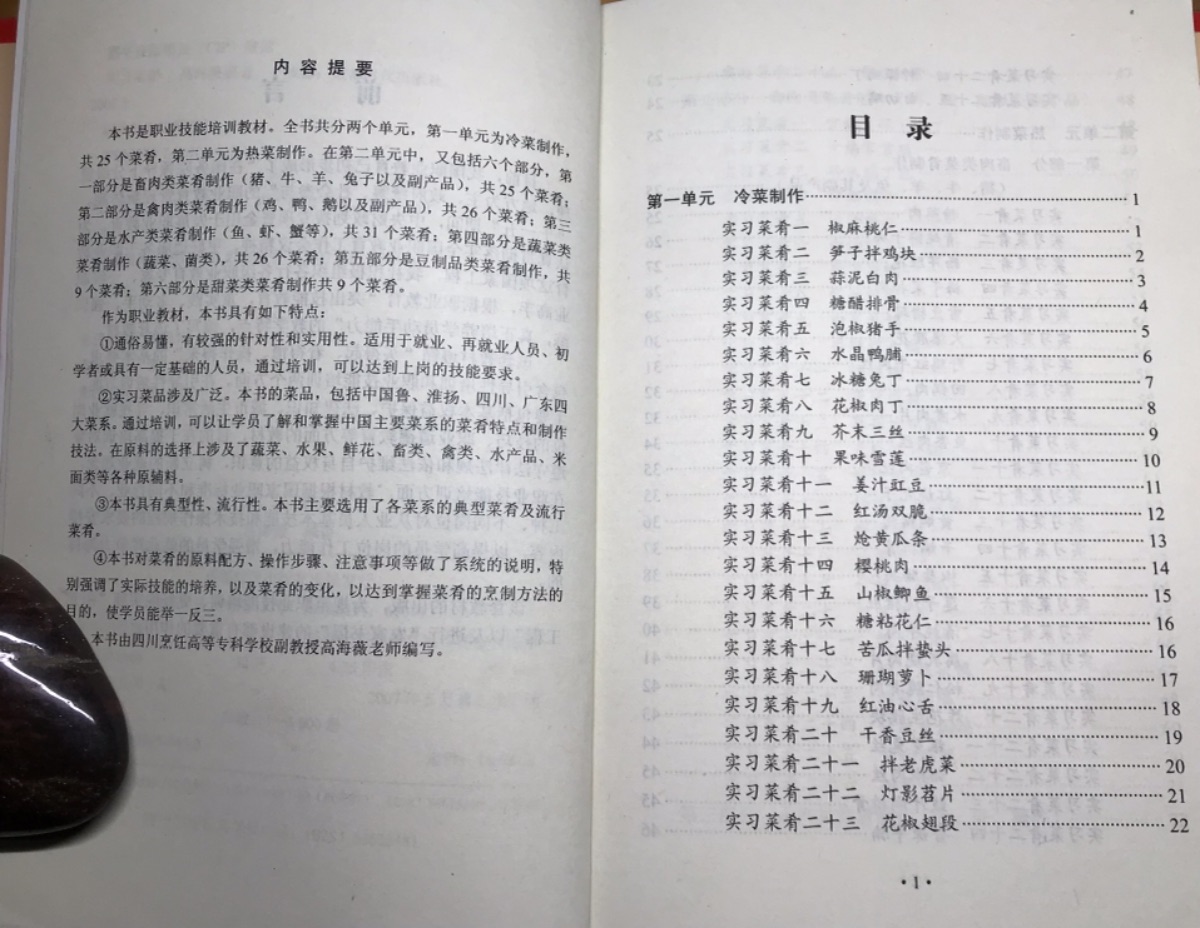 内容提要
本书是职业技能培训教材。全书共分两个单元，第一单元为冷菜制作，
共25个菜肴，第二单元为热菜制作。在第二单元中，又包括六个部分，第
一部分是畜肉类菜肴制作（猪、牛、羊、兔子以及副产品），共25个菜肴；
第二部分是禽肉类菜肴制作（鸡、鸭、鹅以及副产品），共26个菜肴；第三
部分是水产类菜肴制作（鱼、虾、蟹等），共31个菜肴；第四部分是蔬菜类
菜肴制作（蔬菜、菌类），共26个菜肴；第五部分是豆制品类菜肴制作，共
9个菜肴；第六部分是甜菜类菜肴制作共9个菜肴。
作为职业教材，本书具有如下特点：
①通俗易懂，有较强的针对性和实用性。适用于就业、再就业人员、初
学者或具有一定基础的人员，通过培训，可以达到上岗的技能要求。
②实习菜品涉及广泛。本书的菜品，包括中国鲁、淮扬、四川、广东四
大菜系。通过培训，可以让学员了解和掌握中国主要菜系的菜肴特点和制作
技法。在原料的选择上涉及了蔬菜、水果、鲜花、畜类、禽类、水产品、米
面类等各种原辅料。
③本书具有典型性、流行性。本书主要选用了各菜系的典型菜肴及流行
菜肴。
④本书对菜肴的原料配方、操作步骤、注意事项等做了系统的说明，特
别强调了实际技能的培养，以及菜肴的变化，以达到掌握菜肴的烹制方法的
目的，使学员能举一反三。
本书由四川烹饪高等专科学校副教授高海薇老师编写。
目录
第一单元 冷菜制作……1
实习菜肴一 椒麻桃仁……1
实习菜肴二 笋子拌鸡块……2
实习菜肴三 蒜泥白肉……3
实习菜肴四 糖醋排骨……4
实习菜肴五 泡椒猪手……5
实习菜肴六 水晶鸭脯……6
实习菜肴七 冰糖兔丁……7
实习菜肴八 花椒肉丁……8
实习菜肴九 芥末三丝……9
实习菜肴十 果味雪莲……10
实习菜肴十一 姜汁豇豆……11
实习菜肴十二 红汤双脆……12
实习菜肴十三 炝黄瓜条……13
实习菜肴十四 樱桃肉……14
实习菜肴十五 山椒鲫鱼……15
实习菜肴十六 糖粘花仁……16
实习菜肴十七 苦瓜拌蜇头……16
实习菜肴十八 珊瑚萝卜……17
实习菜肴十九 红油心舌……18
实习菜肴二十 干香豆丝……19
实习菜肴二十一 拌老虎菜……20
实习菜肴二十二 灯影苕片……21
实习菜肴二十三 花椒翅段……22
·1·